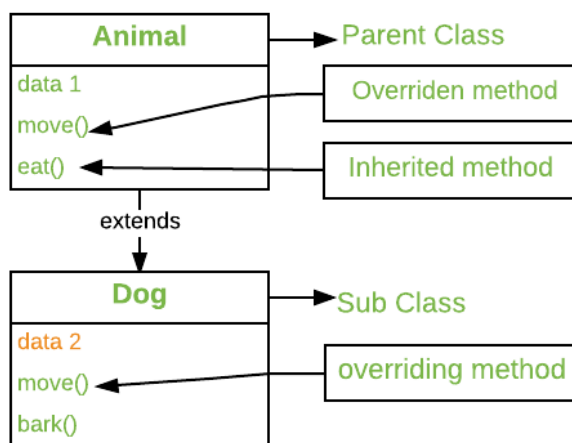 Animal
Parent Class
data 1
Overriden method
move()
Inherited method
eat()
extends
Dog
Sub Class
data 2
overriding method
move()
bark()